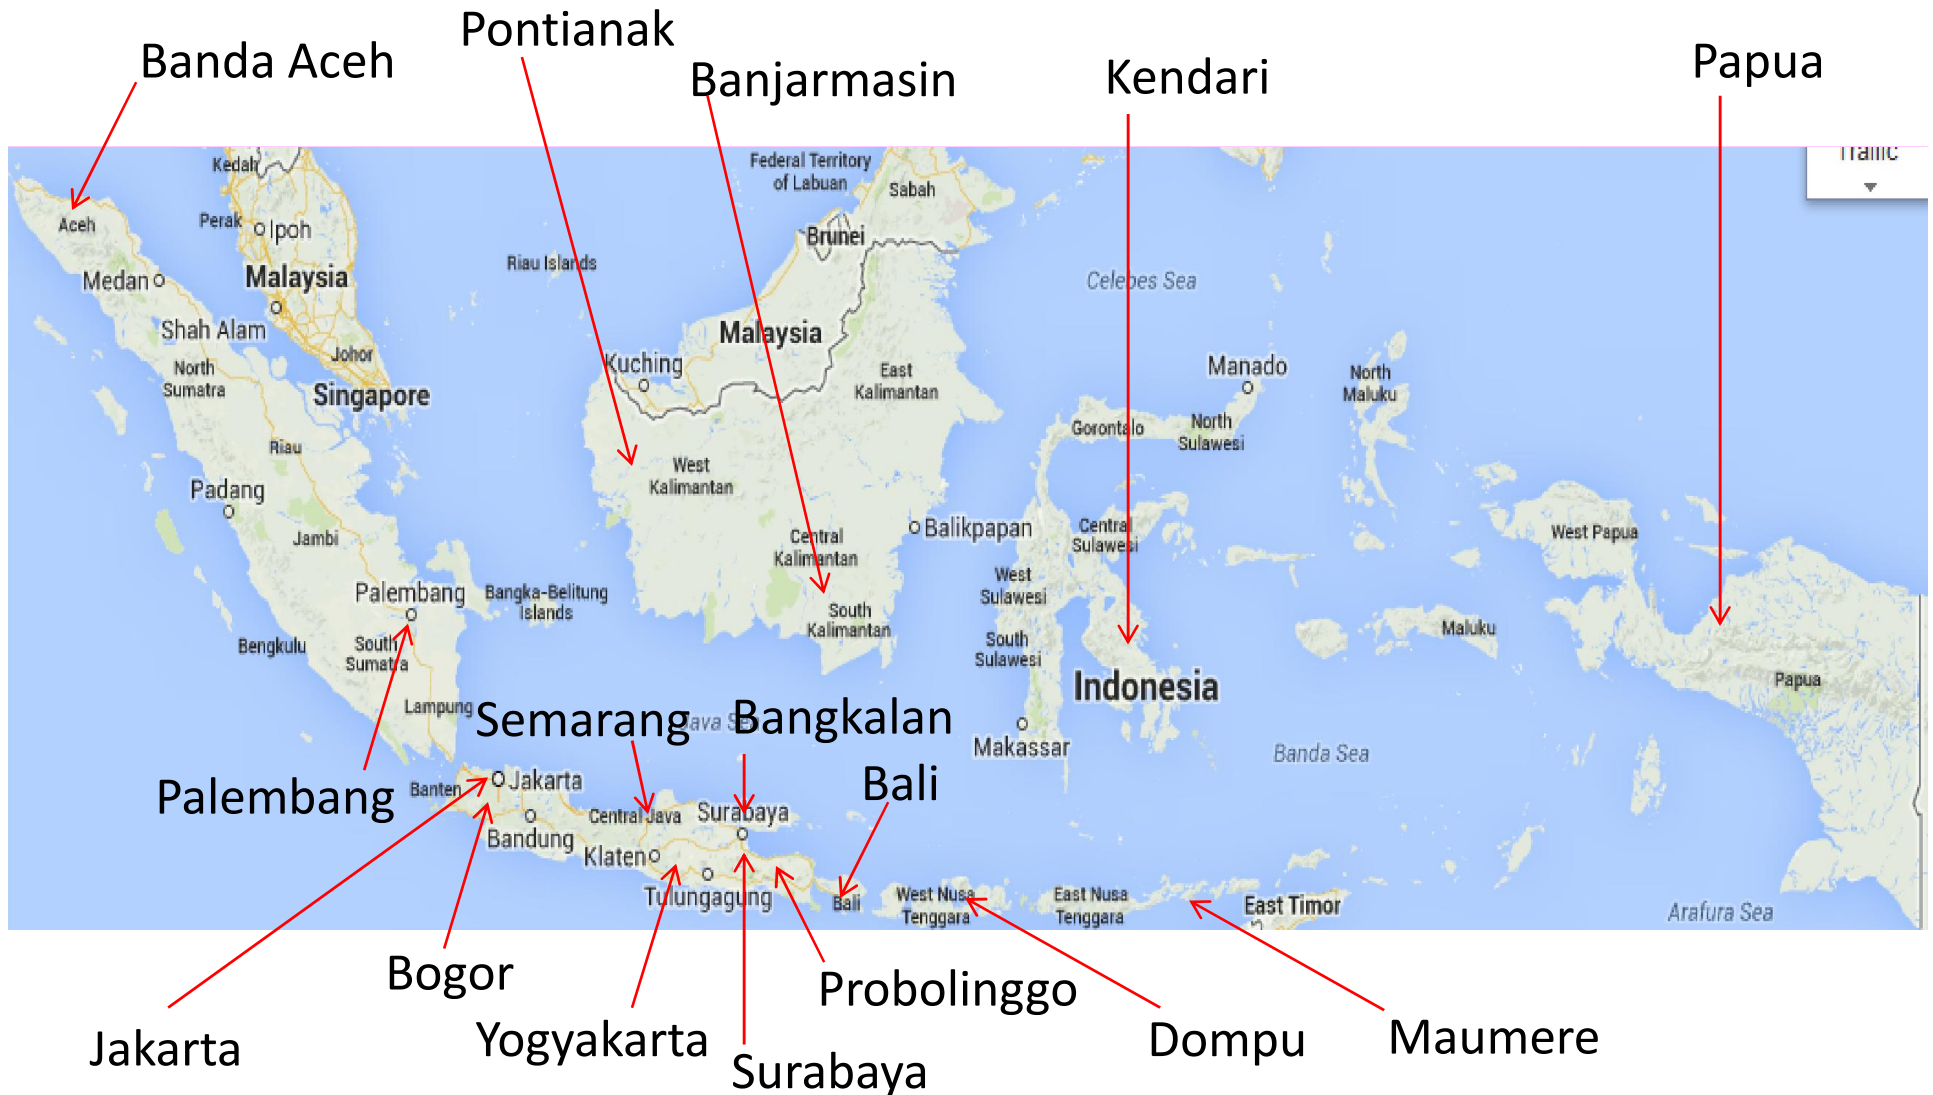 Pontianak
Banda Aceh
Banjarmasin
Kendari
Papua
Traffic
Kedah
Federal Territory
of Labuan
Sabah
Perak
Ipoh
Aceh
Brunei
Riau Islands
Medan
Malaysia
Celebes Sea
Shah Alam
Malaysia
Johor
Kuching
North
Sumatra
Singapore
East
Kalimantan
Manado
North
Maluku
Gorontalo
North
Sulawesi
Riau
West
Kalimantan
Padang
Jambi
Central
Kalimantan
Balikpapan
Central
Sulawesi
West Papua
Palembang
Bangka-Belitung
Islands
West
Sulawesi
South
Kalimantan
Bengkulu
South
Sumatra
South
Sulawesi
Maluku
Indonesia
Papua
Lampung
Semarang
Java Sea
Bangkalan
Makassar
Banda Sea
Palembang
Banten
Jakarta
Bali
Central Java
Surabaya
Bandung
Klaten
Tulungagung
Bali
West Nusa
Tenggara
East Nusa
Tenggara
East Timor
Arafura Sea
Bogor
Probolinggo
Jakarta
Yogyakarta
Surabaya
Dompu
Maumere